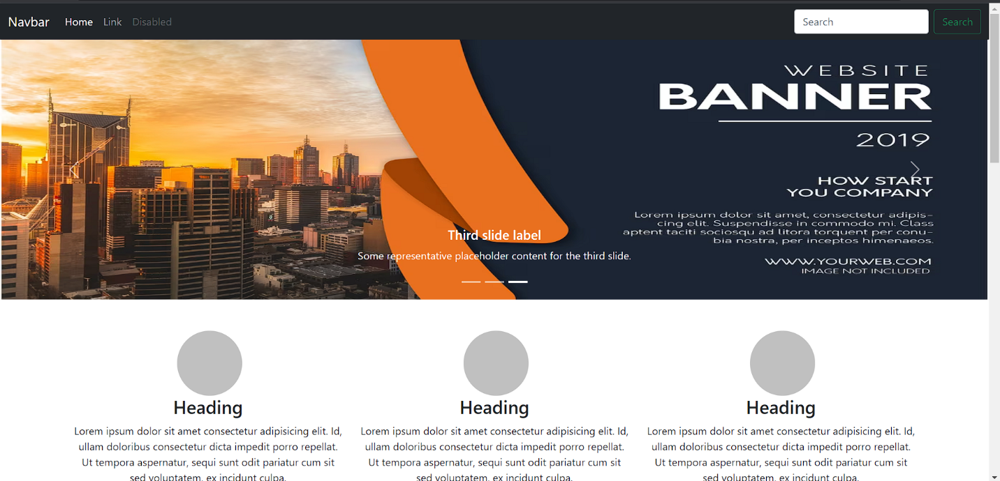 Navbar Home Link Disabled Search Search
WEBSITE
BANNER
2019
HOW START
YOU COMPANY
Lorem ipsum dolor sit amet, consectetur adipis-
cing elit. Suspendisse in commodo mi. Class
aptent taciti sociosqu ad litora torquent per conu-
bia nostra, per inceptos himenaeos.
WWW.YOURWEB.COM
IMAGE NOT INCLUDED
Third slide label
Some representative placeholder content for the third slide.
Heading
Lorem ipsum dolor sit amet consectetur adipisicing elit. Id,
ullam doloribus consectetur dicta impedit porro repellat.
Ut tempora aspernatur, sequi sunt odit pariatur cum sit
sed voluptatem, ex incidunt culpa.
Heading
Lorem ipsum dolor sit amet consectetur adipisicing elit. Id,
ullam doloribus consectetur dicta impedit porro repellat.
Ut tempora aspernatur, sequi sunt odit pariatur cum sit
sed voluptatem, ex incidunt culpa.
Heading
Lorem ipsum dolor sit amet consectetur adipisicing elit. Id,
ullam doloribus consectetur dicta impedit porro repellat.
Ut tempora aspernatur, sequi sunt odit pariatur cum sit
sed voluptatem, ex incidunt culpa.